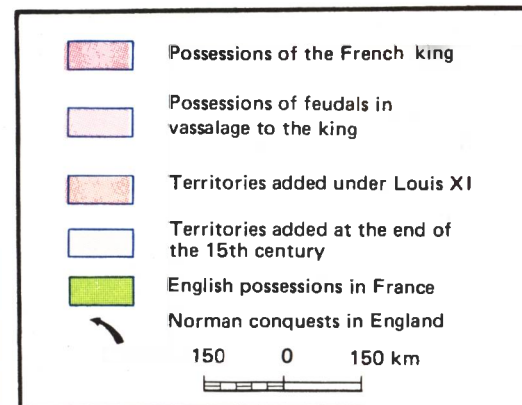 Possessions of the French king
Possessions of feudals in
vassalage to the king
Territories added under Louis XI
Territories added at the end of
the 15th century
English possessions in France
Norman conquests in England
150 0 150 km